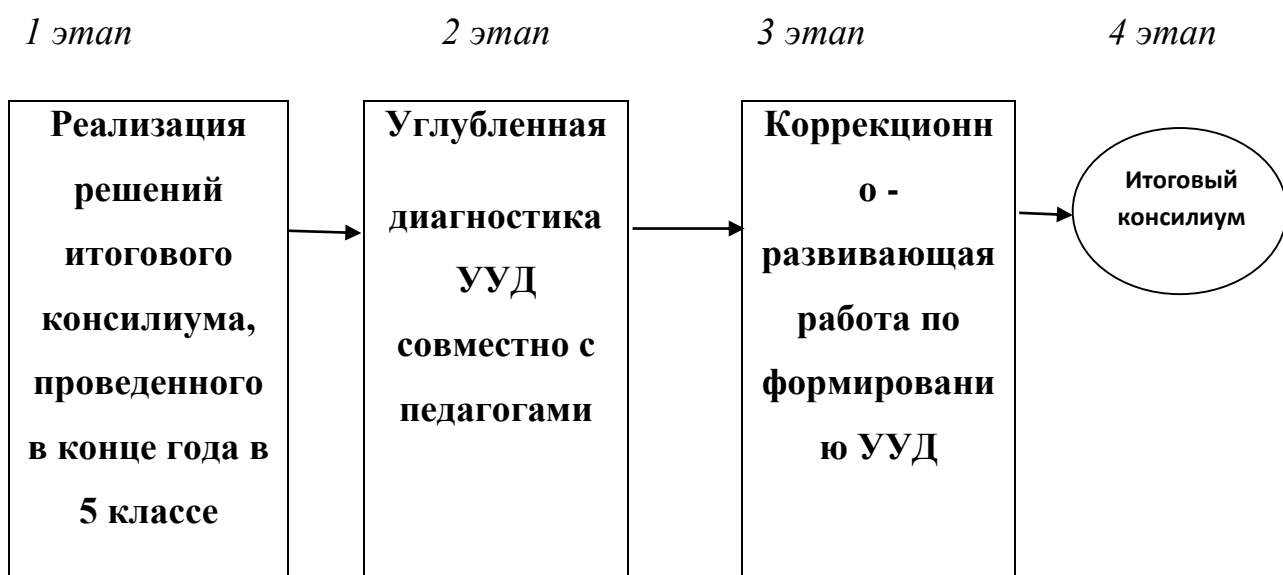 1 этап 2 этап 3 этап 4 этап
Реализация
решений
итогового
консилиума,
проведенного
в конце года в
5 классе
Углубленная
диагностика
УУД
совместно с
педагогами
Коррекционн
о -
развивающая
работа по
формировани
ю УУД
Итоговый
консилиум